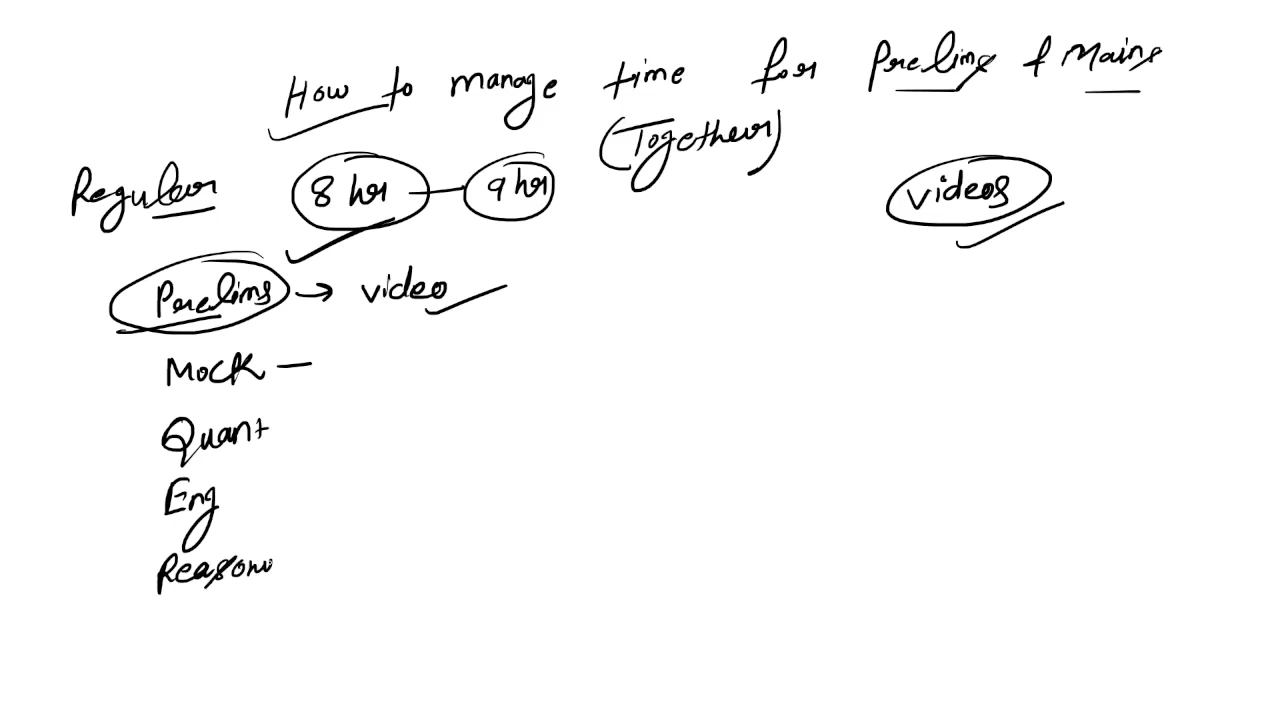 How to manage time for Prelims & Mains
(Together)
Regular 8 hr — 9 hr videos
Prelims → video
Mock —
Quant
Eng
Reasoni